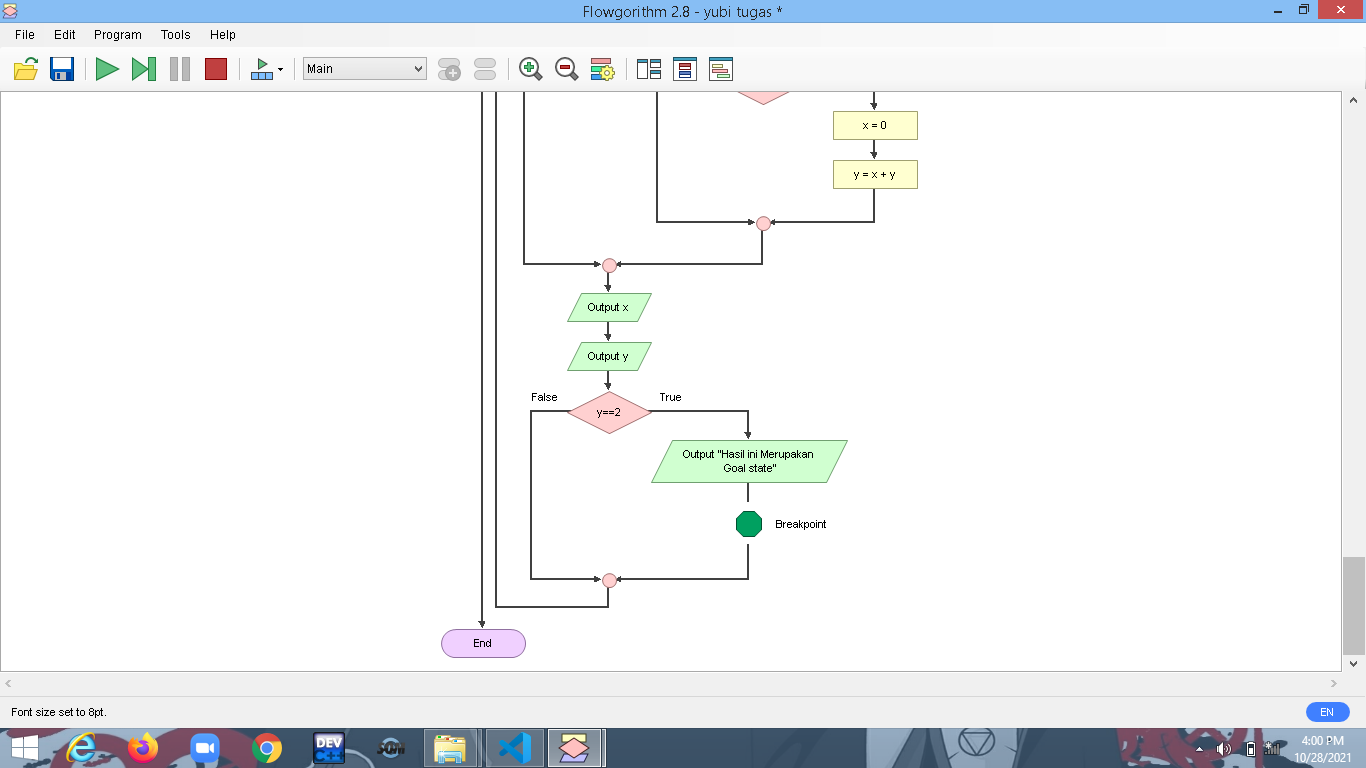 Flowgorithm 2.8 - yubi tugas *
File Edit Program Tools Help
Main
x = 0
y = x + y
Output x
Output y
False
True
y==2
Output "Hasil ini Merupakan
Goal state"
Breakpoint
End
Font size set to 8pt.
EN
DEV
C++
4:00 PM
10/28/2021